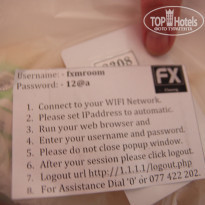 TOP Hotels
ФОТО ТУРИСТОВ
3208
Username: - fxmroom
Password: - 12@a
FX
1. Connect to your WIFI Network.
2. Please set IPaddress to automatic.
3. Run your web browser and
4. Enter your username and password.
5. Please do not close popup window.
6. After your session please click logout.
7. Logout url http://1.1.1.1/logout.php
8. For Assistance Dial '0' or 077 422 202.